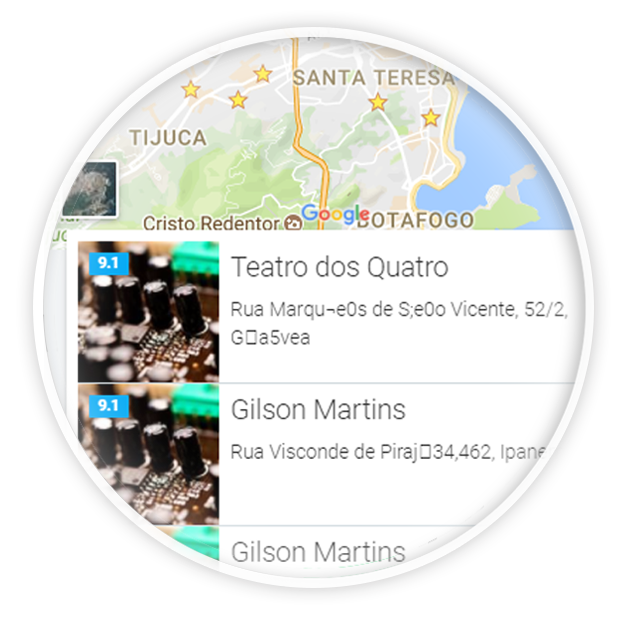 SANTA TERESA
TIJUCA
Cristo Redentor
Google
BOTAFOGO
9.1
Teatro dos Quatro
Rua Marqu¬e0s de S;e0o Vicente, 52/2,
G□a5vea
9.1
Gilson Martins
Rua Visconde de Piraj□34,462, Ipane
Gilson Martins